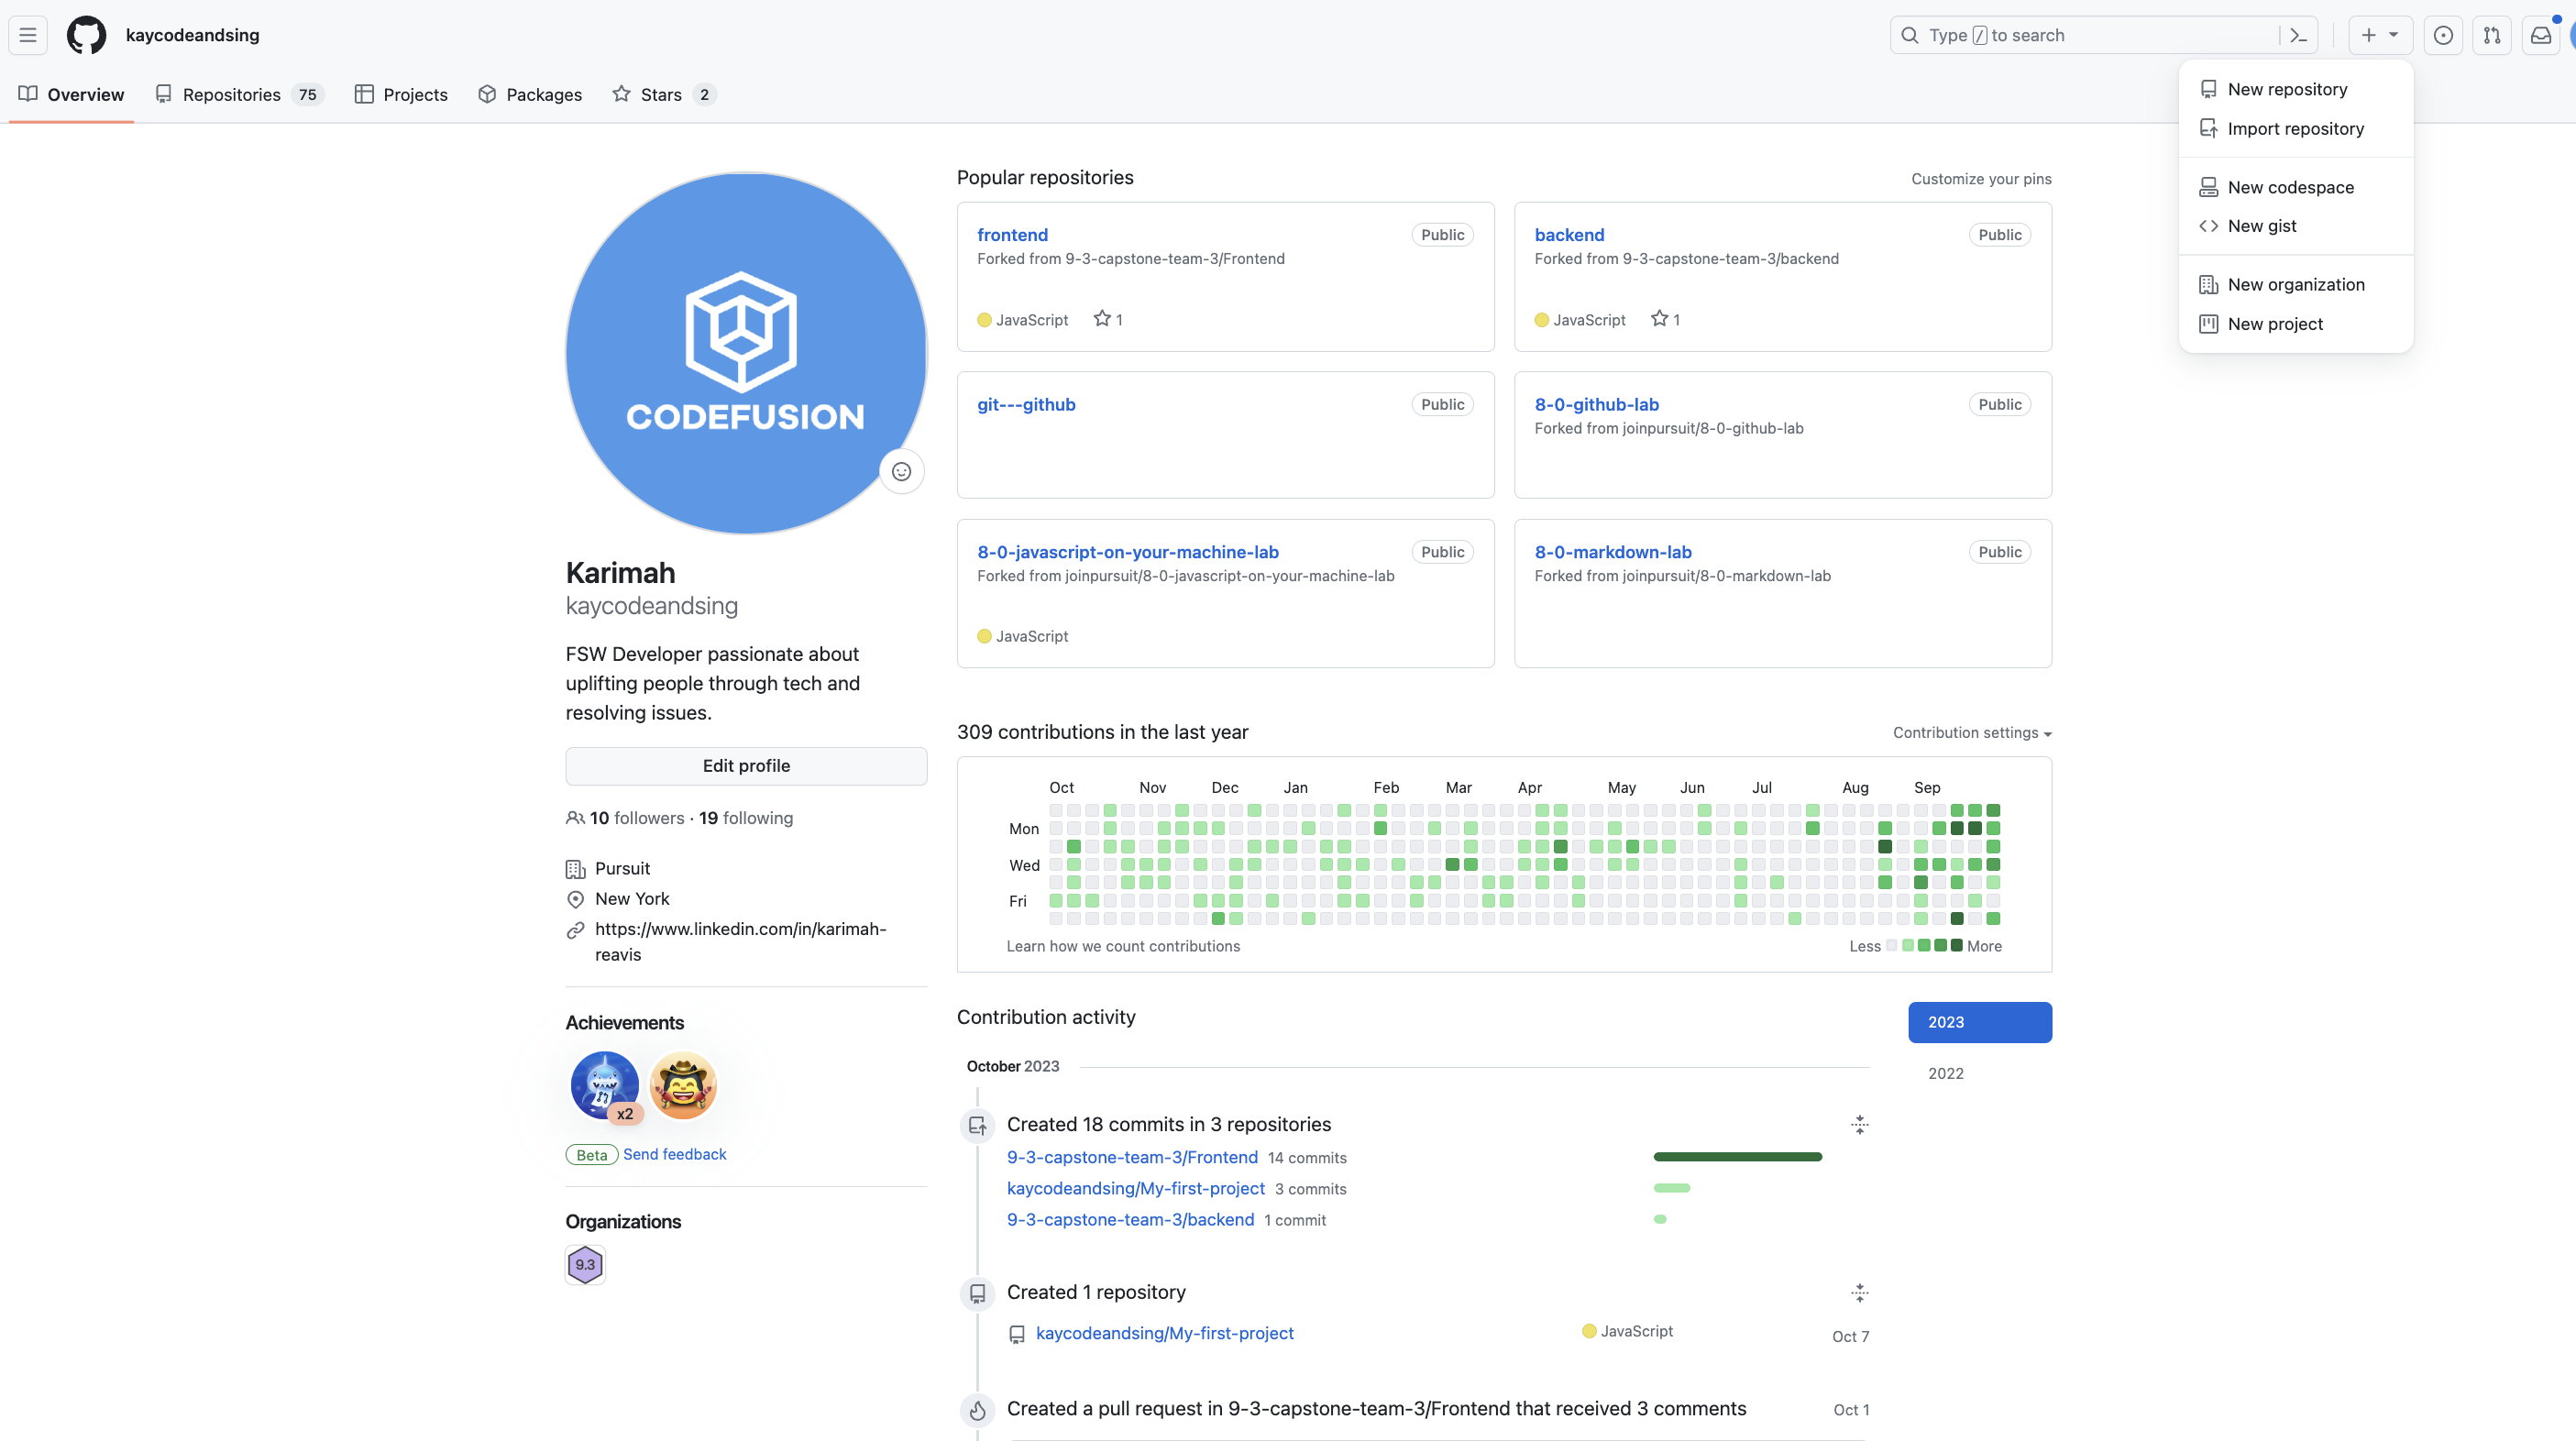 kaycodeandsing
Type / to search
Overview
Repositories 75
Projects
Packages
Stars 2
New repository
Import repository
New codespace
New gist
New organization
New project
CODEFUSION
Karimah
kaycodeandsing
FSW Developer passionate about
uplifting people through tech and
resolving issues.
Edit profile
10 followers · 19 following
Pursuit
New York
https://www.linkedin.com/in/karimah-
reavis
Achievements
x2
Beta Send feedback
Organizations
9.3
Popular repositories
Customize your pins
frontend
Public
Forked from 9-3-capstone-team-3/Frontend
JavaScript 1
backend
Public
Forked from 9-3-capstone-team-3/backend
JavaScript 1
git---github
Public
8-0-github-lab
Public
Forked from joinpursuit/8-0-github-lab
8-0-javascript-on-your-machine-lab
Public
Forked from joinpursuit/8-0-javascript-on-your-machine-lab
JavaScript
8-0-markdown-lab
Public
Forked from joinpursuit/8-0-markdown-lab
309 contributions in the last year
Contribution settings
Oct Nov Dec Jan Feb Mar Apr May Jun Jul Aug Sep
Mon
Wed
Fri
Learn how we count contributions
Less More
Contribution activity
2023
2022
October 2023
Created 18 commits in 3 repositories
9-3-capstone-team-3/Frontend 14 commits
kaycodeandsing/My-first-project 3 commits
9-3-capstone-team-3/backend 1 commit
Created 1 repository
kaycodeandsing/My-first-project
JavaScript
Oct 7
Created a pull request in 9-3-capstone-team-3/Frontend that received 3 comments
Oct 1